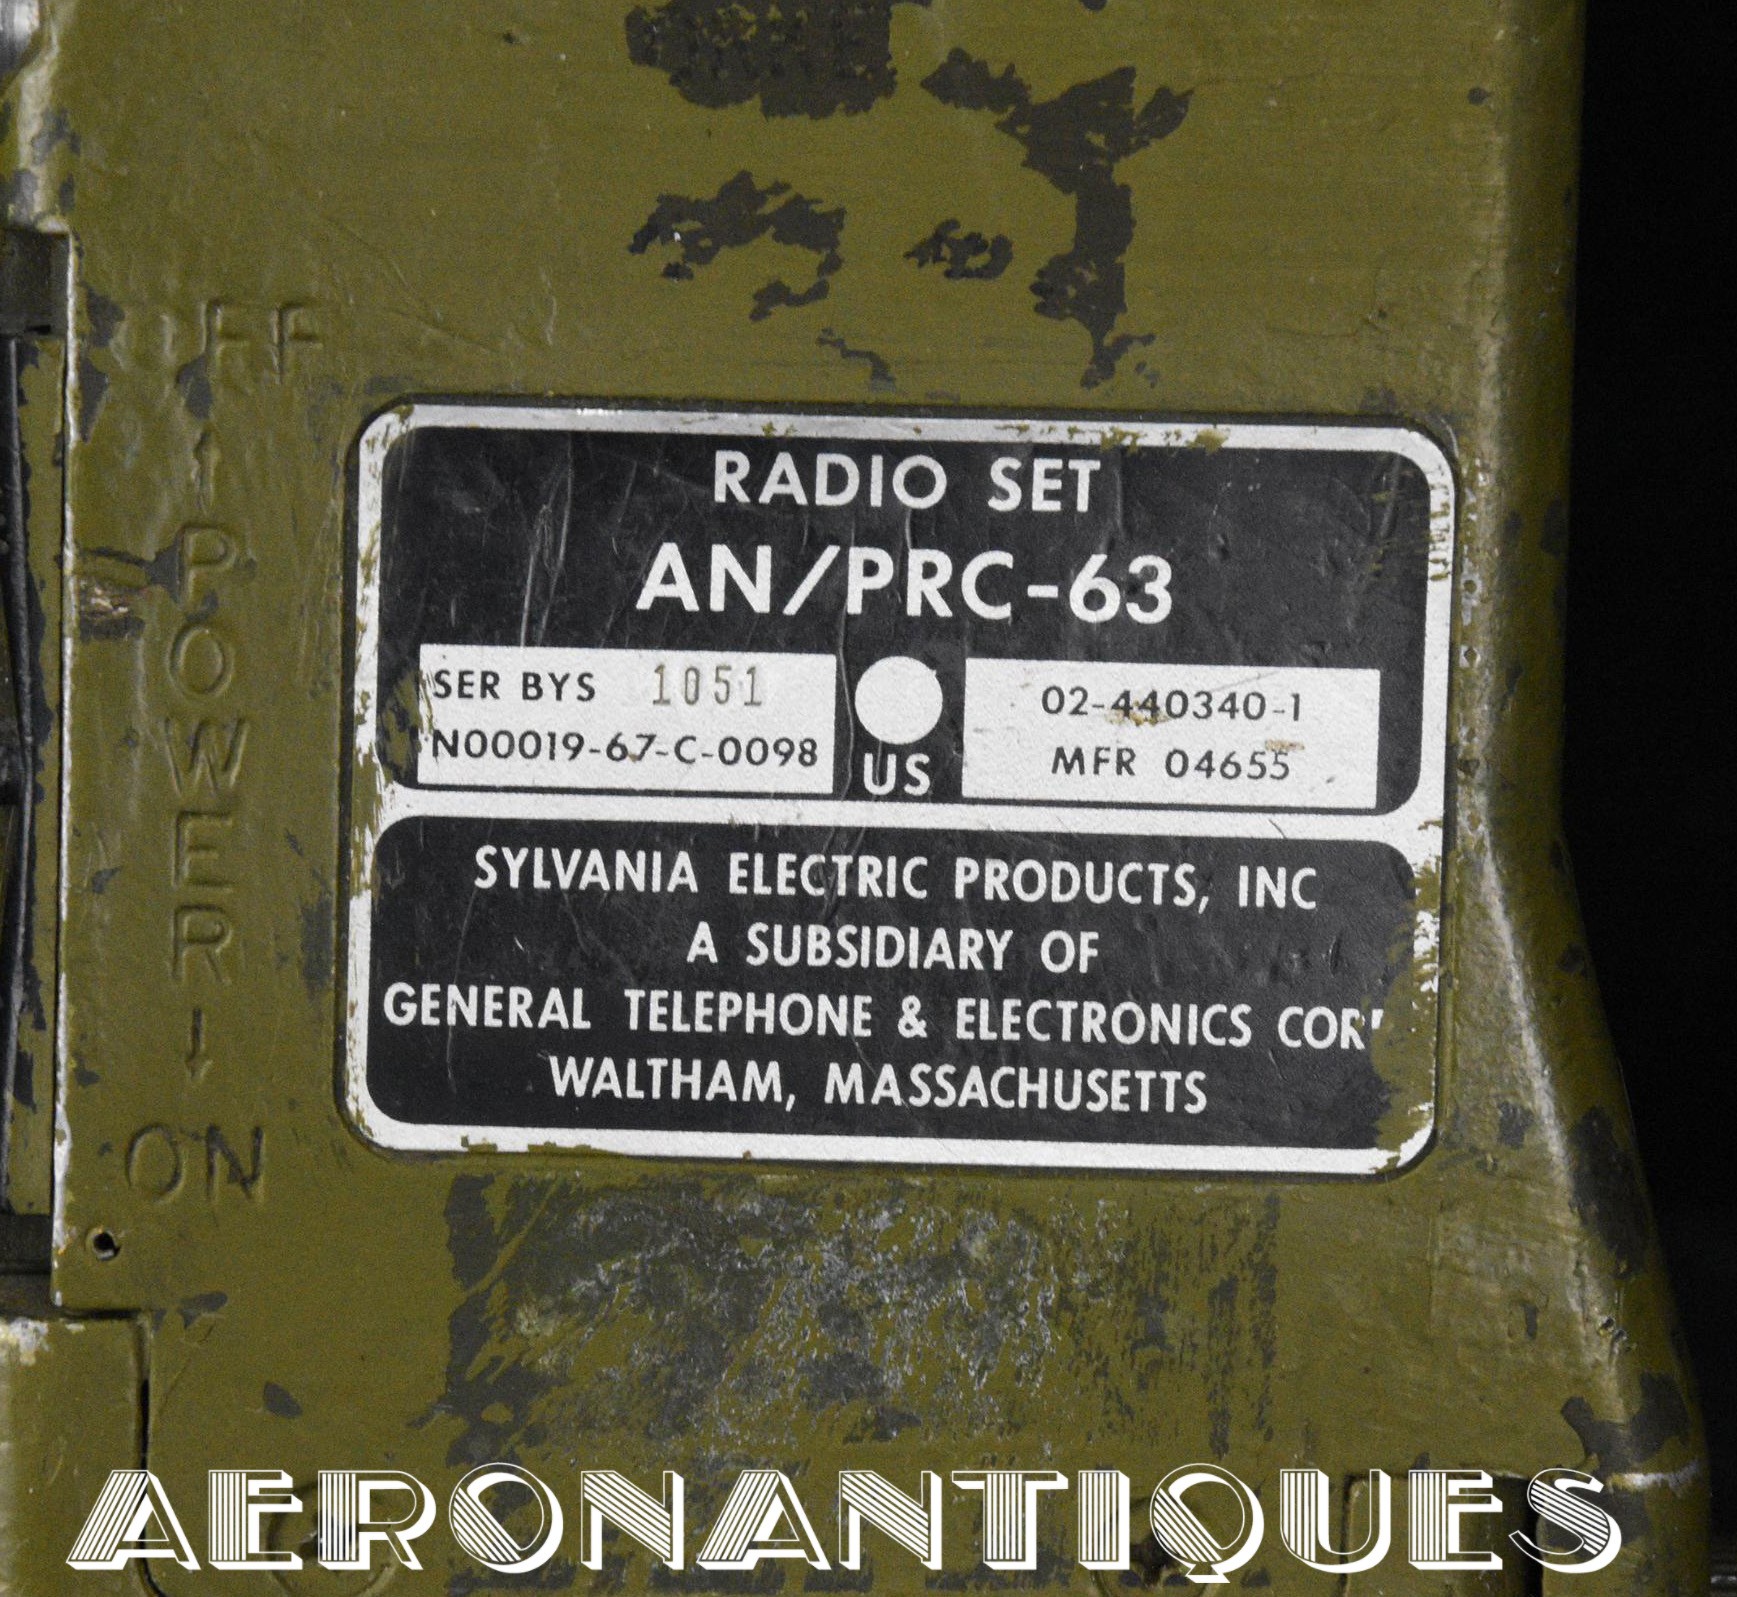 OFF
POWER
ON
RADIO SET
AN/PRC-63
SER BYS 1051
N00019-67-C-0098
US
02-440340-1
MFR 04655
SYLVANIA ELECTRIC PRODUCTS, INC
A SUBSIDIARY OF
GENERAL TELEPHONE & ELECTRONICS COR
WALTHAM, MASSACHUSETTS
AERONANTIQUES